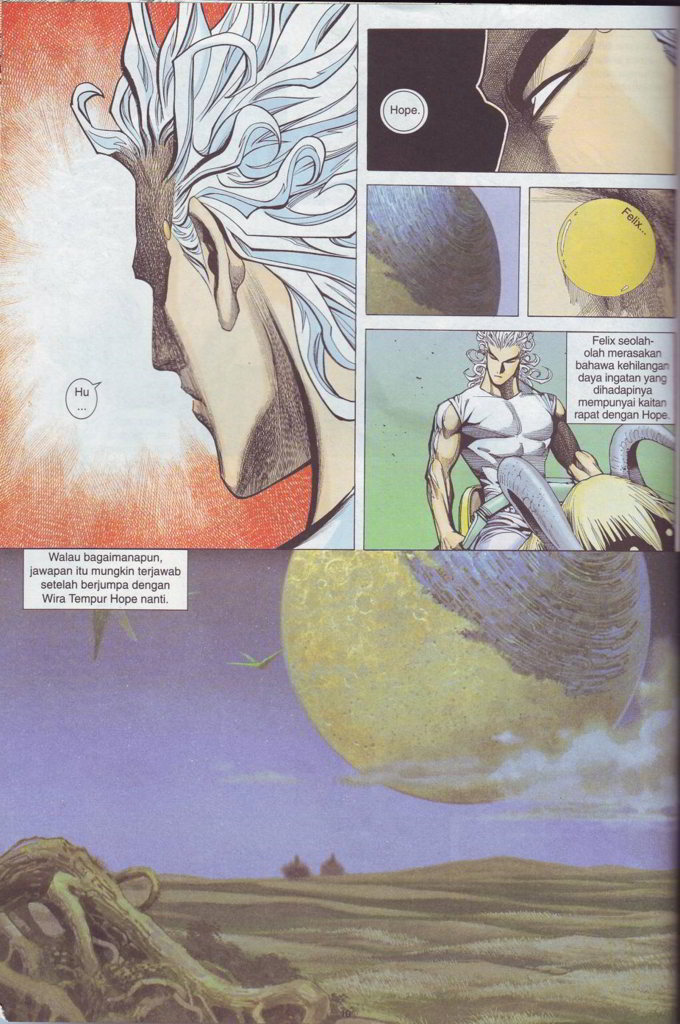 Hu
...
Hope.
Felix...
Felix seolah-
olah merasakan
bahawa kehilangan
daya ingatan yang
dihadapinya
mempunyai kaitan
rapat dengan Hope.
Walau bagaimanapun,
jawapan itu mungkin terjawab
setelah berjumpa dengan
Wira Tempur Hope nanti.